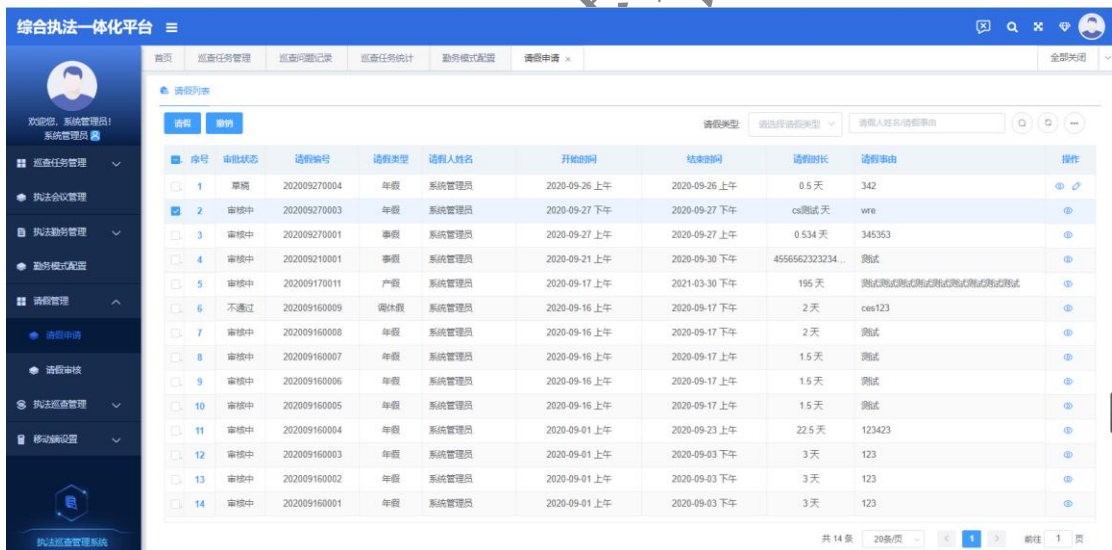 综合执法一体化平台
首页 巡查任务管理 巡查问题记录 巡查任务统计 勤务模式配置 请假申请 × 全部关闭
欢迎您，系统管理员!
系统管理员
巡查任务管理
执法会议管理
执法勤务管理
勤务模式配置
请假管理
请假申请
请假审核
执法巡查管理
移动端设置
执法巡查管理系统
请假列表
请假 撤销 请假类型 请选择请假类型 请假人姓名/请假事由
序号 审批状态 请假编号 请假类型 请假人姓名 开始时间 结束时间 请假时长 请假事由 操作
1 草稿 202009270004 年假 系统管理员 2020-09-26 上午 2020-09-26 上午 0.5 天 342
2 审核中 202009270003 年假 系统管理员 2020-09-27 下午 2020-09-27 下午 cs测试 天 wre
3 审核中 202009270001 事假 系统管理员 2020-09-27 上午 2020-09-27 上午 0.534 天 345353
4 审核中 202009210001 事假 系统管理员 2020-09-21 上午 2020-09-30 下午 4556562323234... 测试
5 审核中 202009170011 产假 系统管理员 2020-09-17 上午 2021-03-30 下午 195 天 测试测试测试测试测试测试测试测试测试
6 不通过 202009160009 调休假 系统管理员 2020-09-16 上午 2020-09-17 下午 2 天 ces123
7 审核中 202009160008 年假 系统管理员 2020-09-16 上午 2020-09-17 下午 2 天 测试
8 审核中 202009160007 年假 系统管理员 2020-09-16 上午 2020-09-17 上午 1.5 天 测试
9 审核中 202009160006 年假 系统管理员 2020-09-16 上午 2020-09-17 上午 1.5 天 测试
10 审核中 202009160005 年假 系统管理员 2020-09-16 上午 2020-09-17 上午 1.5 天 测试
11 审核中 202009160004 年假 系统管理员 2020-09-01 上午 2020-09-23 上午 22.5 天 123423
12 审核中 202009160003 年假 系统管理员 2020-09-01 上午 2020-09-03 下午 3 天 123
13 审核中 202009160002 年假 系统管理员 2020-09-01 上午 2020-09-03 下午 3 天 123
14 审核中 202009160001 年假 系统管理员 2020-09-01 上午 2020-09-03 下午 3 天 123
共 14 条 20条/页 1 前往 1 页